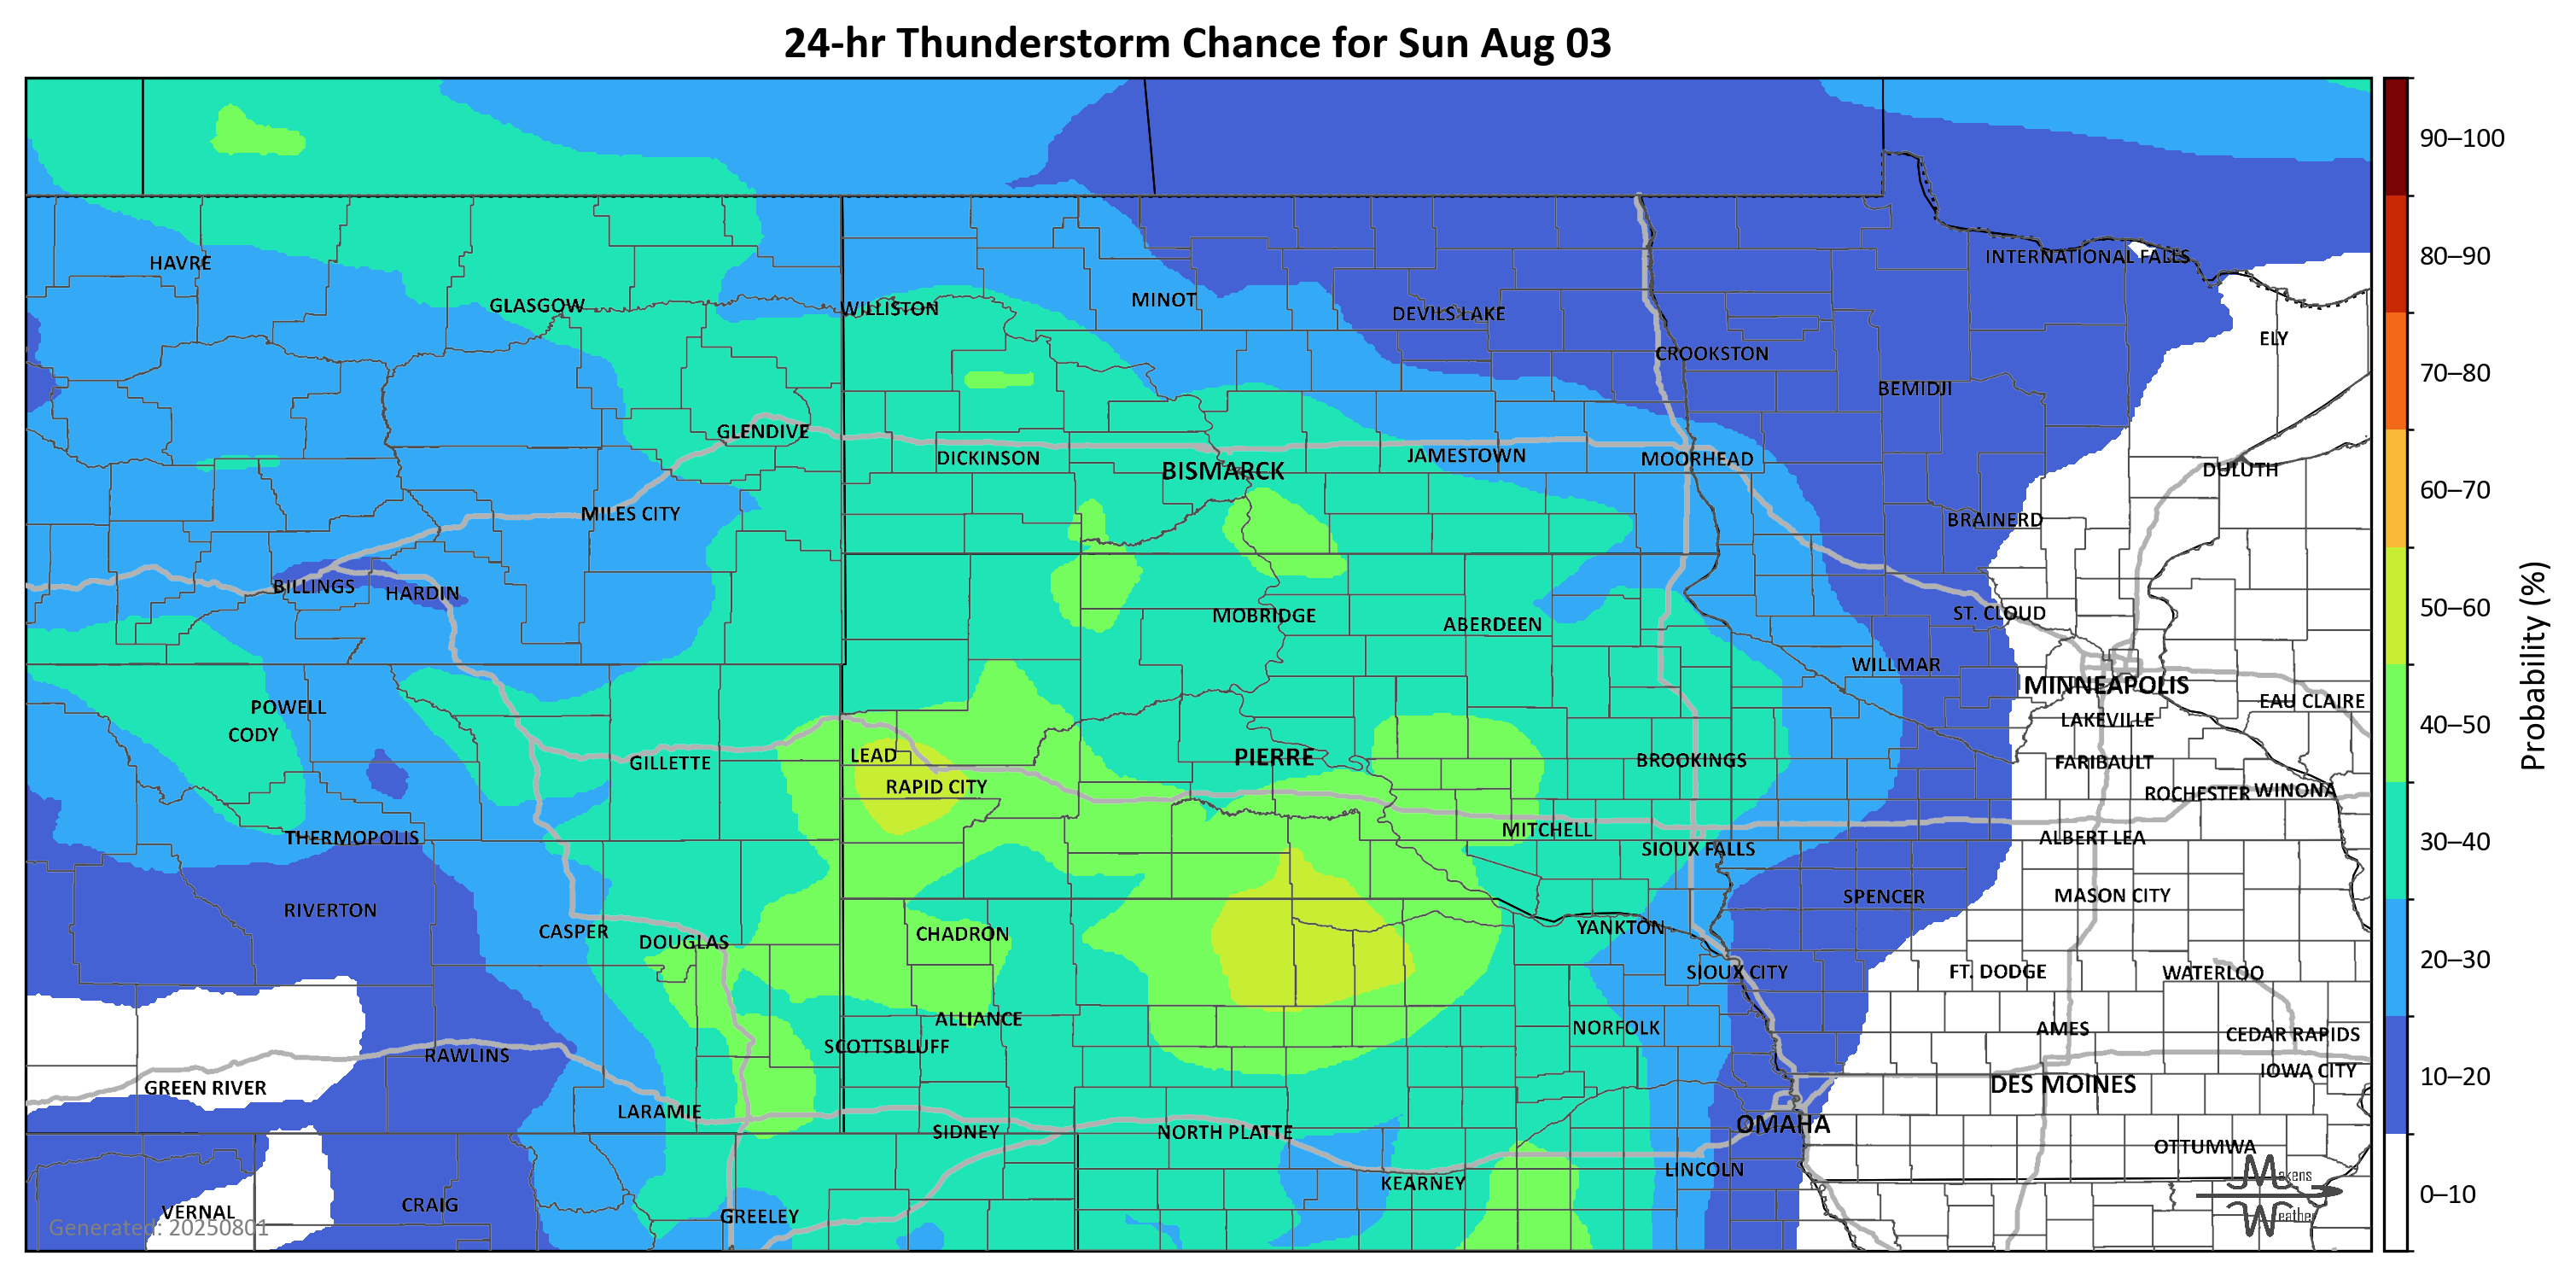 24-hr Thunderstorm Chance for Sun Aug 03
90–100
80–90
70–80
60–70
50–60
40–50
30–40
20–30
10–20
0–10
Probability (%)
INTERNATIONAL FALLS
HAVRE
GLASGOW
WILLISTON
MINOT
DEVILS LAKE
ELY
CROOKSTON
BEMIDJI
GLENDIVE
DICKINSON
BISMARCK
JAMESTOWN
MOORHEAD
DULUTH
MILES CITY
BRAINERD
BILLINGS
HARDIN
MOBRIDGE
ABERDEEN
ST. CLOUD
WILLMAR
MINNEAPOLIS
EAU CLAIRE
POWELL
CODY
LAKEVILLE
GILLETTE
LEAD
RAPID CITY
PIERRE
BROOKINGS
FARIBAULT
ROCHESTER
WINONA
THERMOPOLIS
MITCHELL
SIOUX FALLS
ALBERT LEA
RIVERTON
SPENCER
MASON CITY
CASPER
DOUGLAS
CHADRON
YANKTON
SIOUX CITY
FT. DODGE
WATERLOO
ALLIANCE
SCOTTSBLUFF
NORFOLK
AMES
CEDAR RAPIDS
RAWLINS
GREEN RIVER
DES MOINES
IOWA CITY
LARAMIE
SIDNEY
NORTH PLATTE
OMAHA
OTTUMWA
LINCOLN
KEARNEY
VERNAL
CRAIG
GREELEY
Generated: 20250801
Makens
Weather